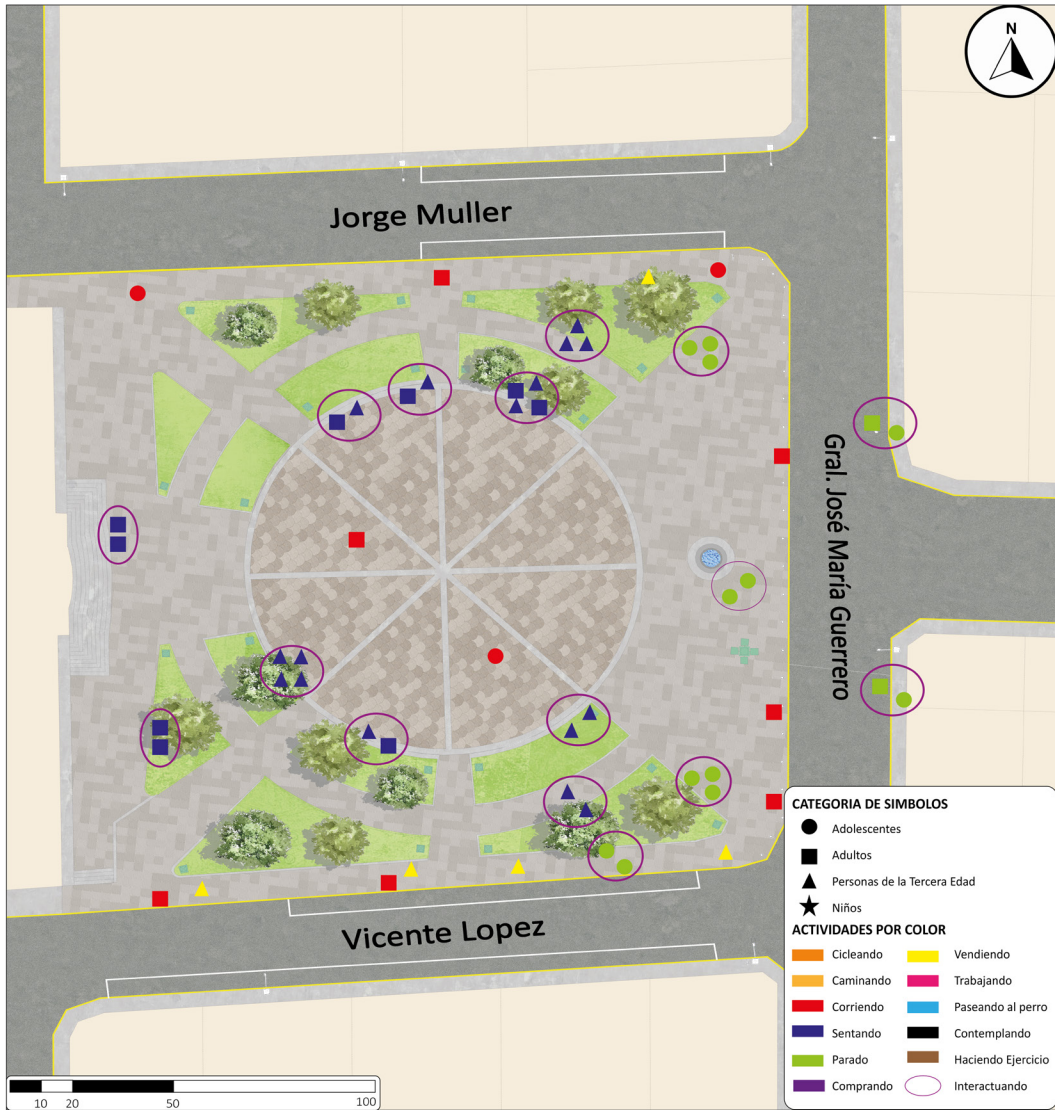 N
Jorge Muller
Gral. José María Guerrero
Vicente Lopez
CATEGORIA DE SIMBOLOS
Adolescentes
Adultos
Personas de la Tercera Edad
Niños
ACTIVIDADES POR COLOR
Cicleando
Vendiendo
Caminando
Trabajando
Corriendo
Paseando al perro
Sentando
Contemplando
Parado
Haciendo Ejercicio
Comprando
Interactuando
10 20 50 100